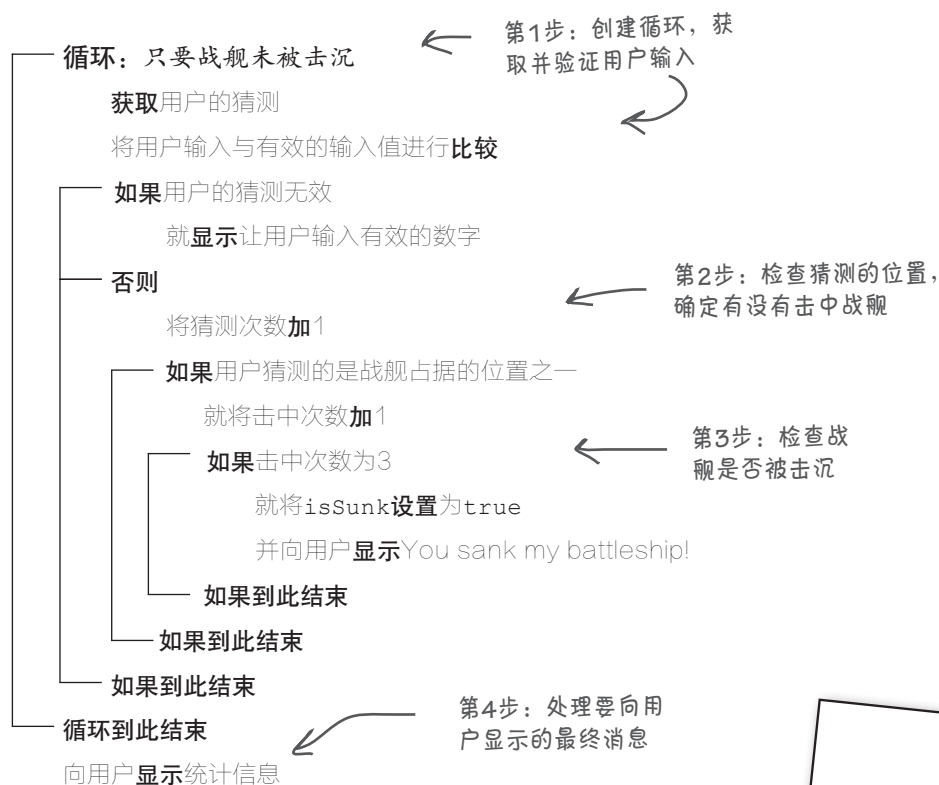 第1步：创建循环，获
取并验证用户输入
循环：只要战舰未被击沉
获取用户的猜测
将用户输入与有效的输入值进行比较
如果用户的猜测无效
就显示让用户输入有效的数字
否则
第2步：检查猜测的位置，
确定有没有击中战舰
将猜测次数加1
如果用户猜测的是战舰占据的位置之一
就将击中次数加1
第3步：检查战
舰是否被击沉
如果击中次数为3
就将isSunk设置为true
并向用户显示You sank my battleship!
如果到此结束
如果到此结束
如果到此结束
第4步：处理要向用
户显示的最终消息
循环到此结束
向用户显示统计信息